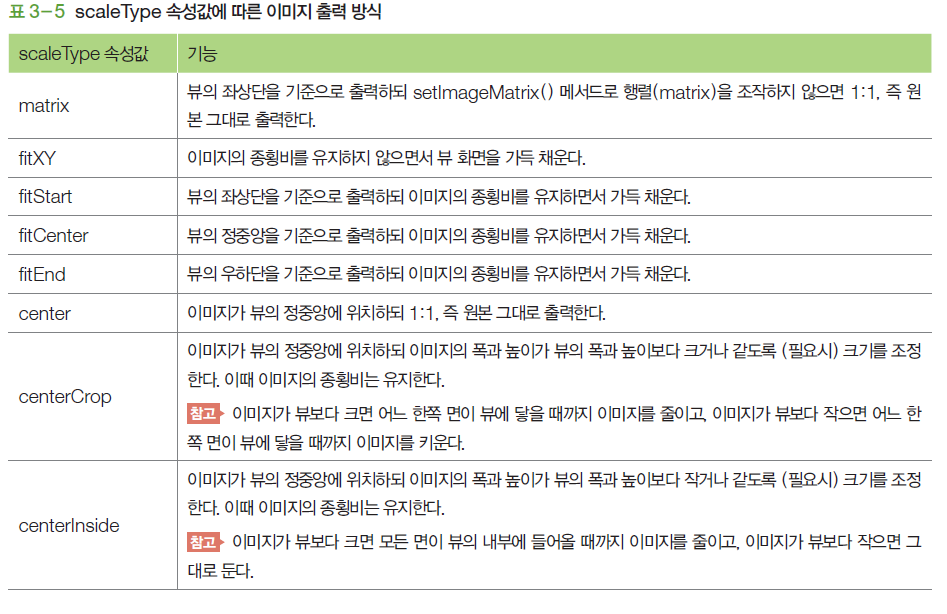 표 3-5 scaleType 속성값에 따른 이미지 출력 방식
scaleType 속성값 기능
matrix
뷰의 좌상단을 기준으로 출력하되 setImageMatrix() 메서드로 행렬(matrix)을 조작하지 않으면 1:1, 즉 원
본 그대로 출력한다.
fitXY 이미지의 종횡비를 유지하지 않으면서 뷰 화면을 가득 채운다.
fitStart 뷰의 좌상단을 기준으로 출력하되 이미지의 종횡비를 유지하면서 가득 채운다.
fitCenter 뷰의 정중앙을 기준으로 출력하되 이미지의 종횡비를 유지하면서 가득 채운다.
fitEnd 뷰의 우하단을 기준으로 출력하되 이미지의 종횡비를 유지하면서 가득 채운다.
center 이미지가 뷰의 정중앙에 위치하되 1:1, 즉 원본 그대로 출력한다.
centerCrop
이미지가 뷰의 정중앙에 위치하되 이미지의 폭과 높이가 뷰의 폭과 높이보다 크거나 같도록 (필요시) 크기를 조정
한다. 이때 이미지의 종횡비는 유지한다.
참고 이미지가 뷰보다 크면 어느 한쪽 면이 뷰에 닿을 때까지 이미지를 줄이고, 이미지가 뷰보다 작으면 어느 한
쪽 면이 뷰에 닿을 때까지 이미지를 키운다.
centerInside
이미지가 뷰의 정중앙에 위치하되 이미지의 폭과 높이가 뷰의 폭과 높이보다 작거나 같도록 (필요시) 크기를 조정
한다. 이때 이미지의 종횡비는 유지한다.
참고 이미지가 뷰보다 크면 모든 면이 뷰의 내부에 들어올 때까지 이미지를 줄이고, 이미지가 뷰보다 작으면 그
대로 둔다.